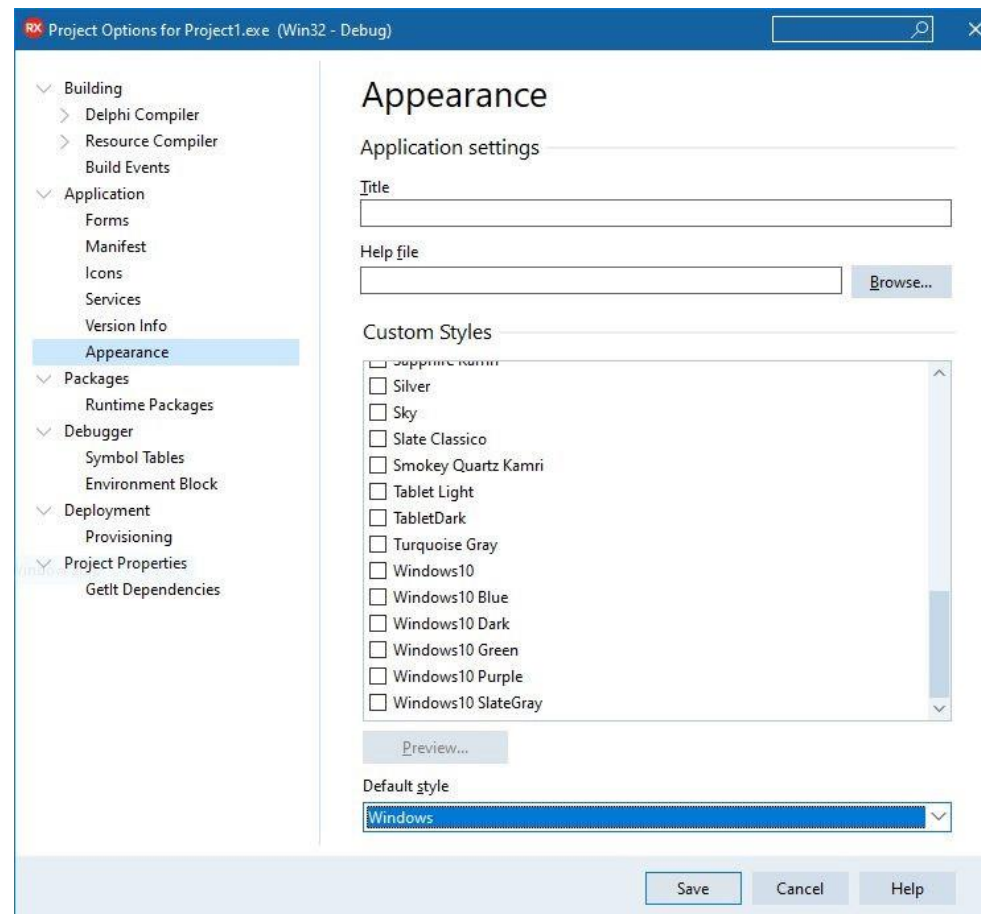 RX Project Options for Project1.exe (Win32 - Debug)
Building
Delphi Compiler
Resource Compiler
Build Events
Application
Forms
Manifest
Icons
Services
Version Info
Appearance
Packages
Runtime Packages
Debugger
Symbol Tables
Environment Block
Deployment
Provisioning
Project Properties
GetIt Dependencies
Appearance
Application settings
Title
Help file
Browse...
Custom Styles
Sapphire Kamri
Silver
Sky
Slate Classico
Smokey Quartz Kamri
Tablet Light
TabletDark
Turquoise Gray
Windows10
Windows10 Blue
Windows10 Dark
Windows10 Green
Windows10 Purple
Windows10 SlateGray
Preview...
Default style
Windows
Save
Cancel
Help